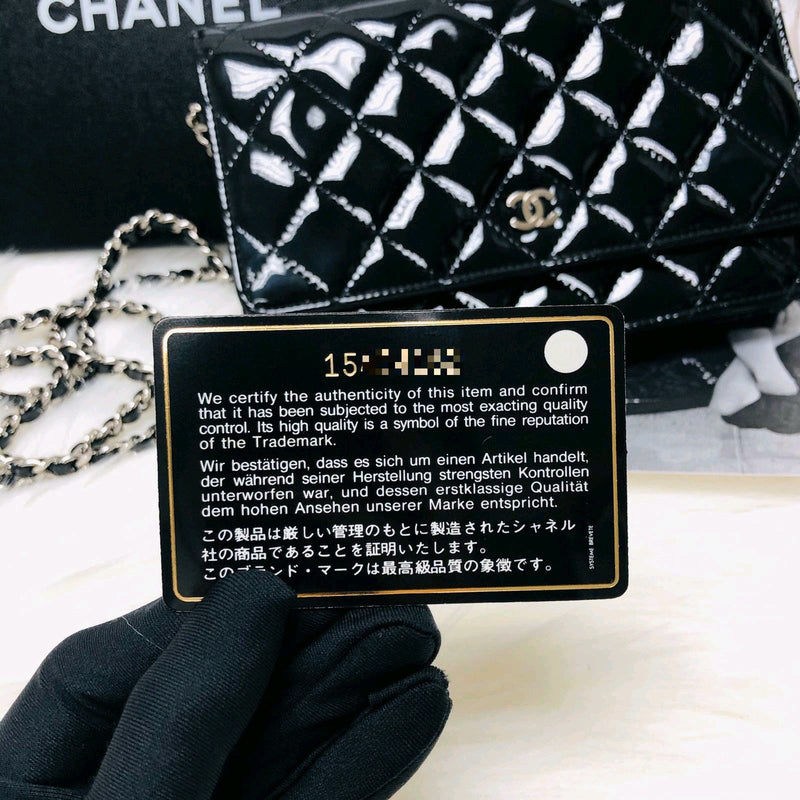 CHANEL
15
We certify the authenticity of this item and confirm
that it has been subjected to the most exacting quality
control. Its high quality is a symbol of the fine reputation
of the Trademark.
Wir bestätigen, dass es sich um einen Artikel handelt,
der während seiner Herstellung strengsten Kontrollen
unterworfen war, und dessen erstklassige Qualität
dem hohen Ansehen unserer Marke entspricht.
この製品は厳しい管理のもとに製造されたシャネル
社の商品であることを証明いたします。
このブランド・マークは最高級品質の象徴です。
SYSTEME BREVETE